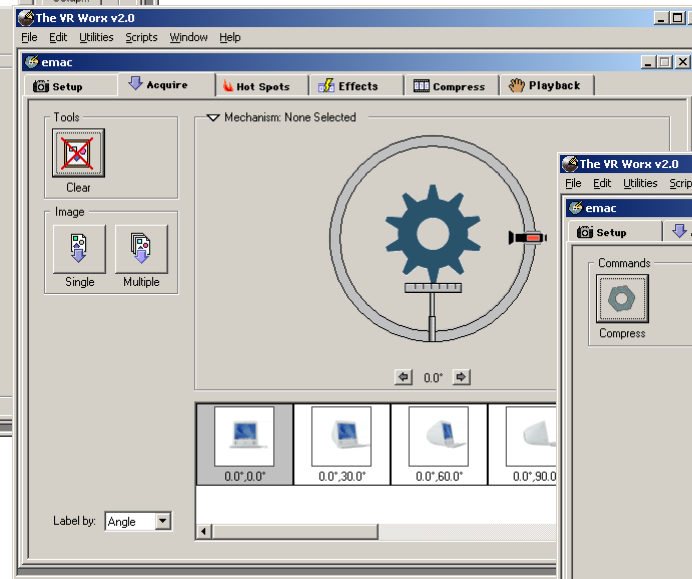 The VR Worx v2.0
File Edit Utilities Scripts Window Help
emac
Setup Acquire Hot Spots Effects Compress Playback
Tools
Clear
Image
Single Multiple
Mechanism: None Selected
0.0°
0.0°,0.0° 0.0°,30.0° 0.0°,60.0° 0.0°,90.0
Label by: Angle
The VR Worx v2.0
File Edit Utilities Scrip
emac
Setup
Commands
Compress